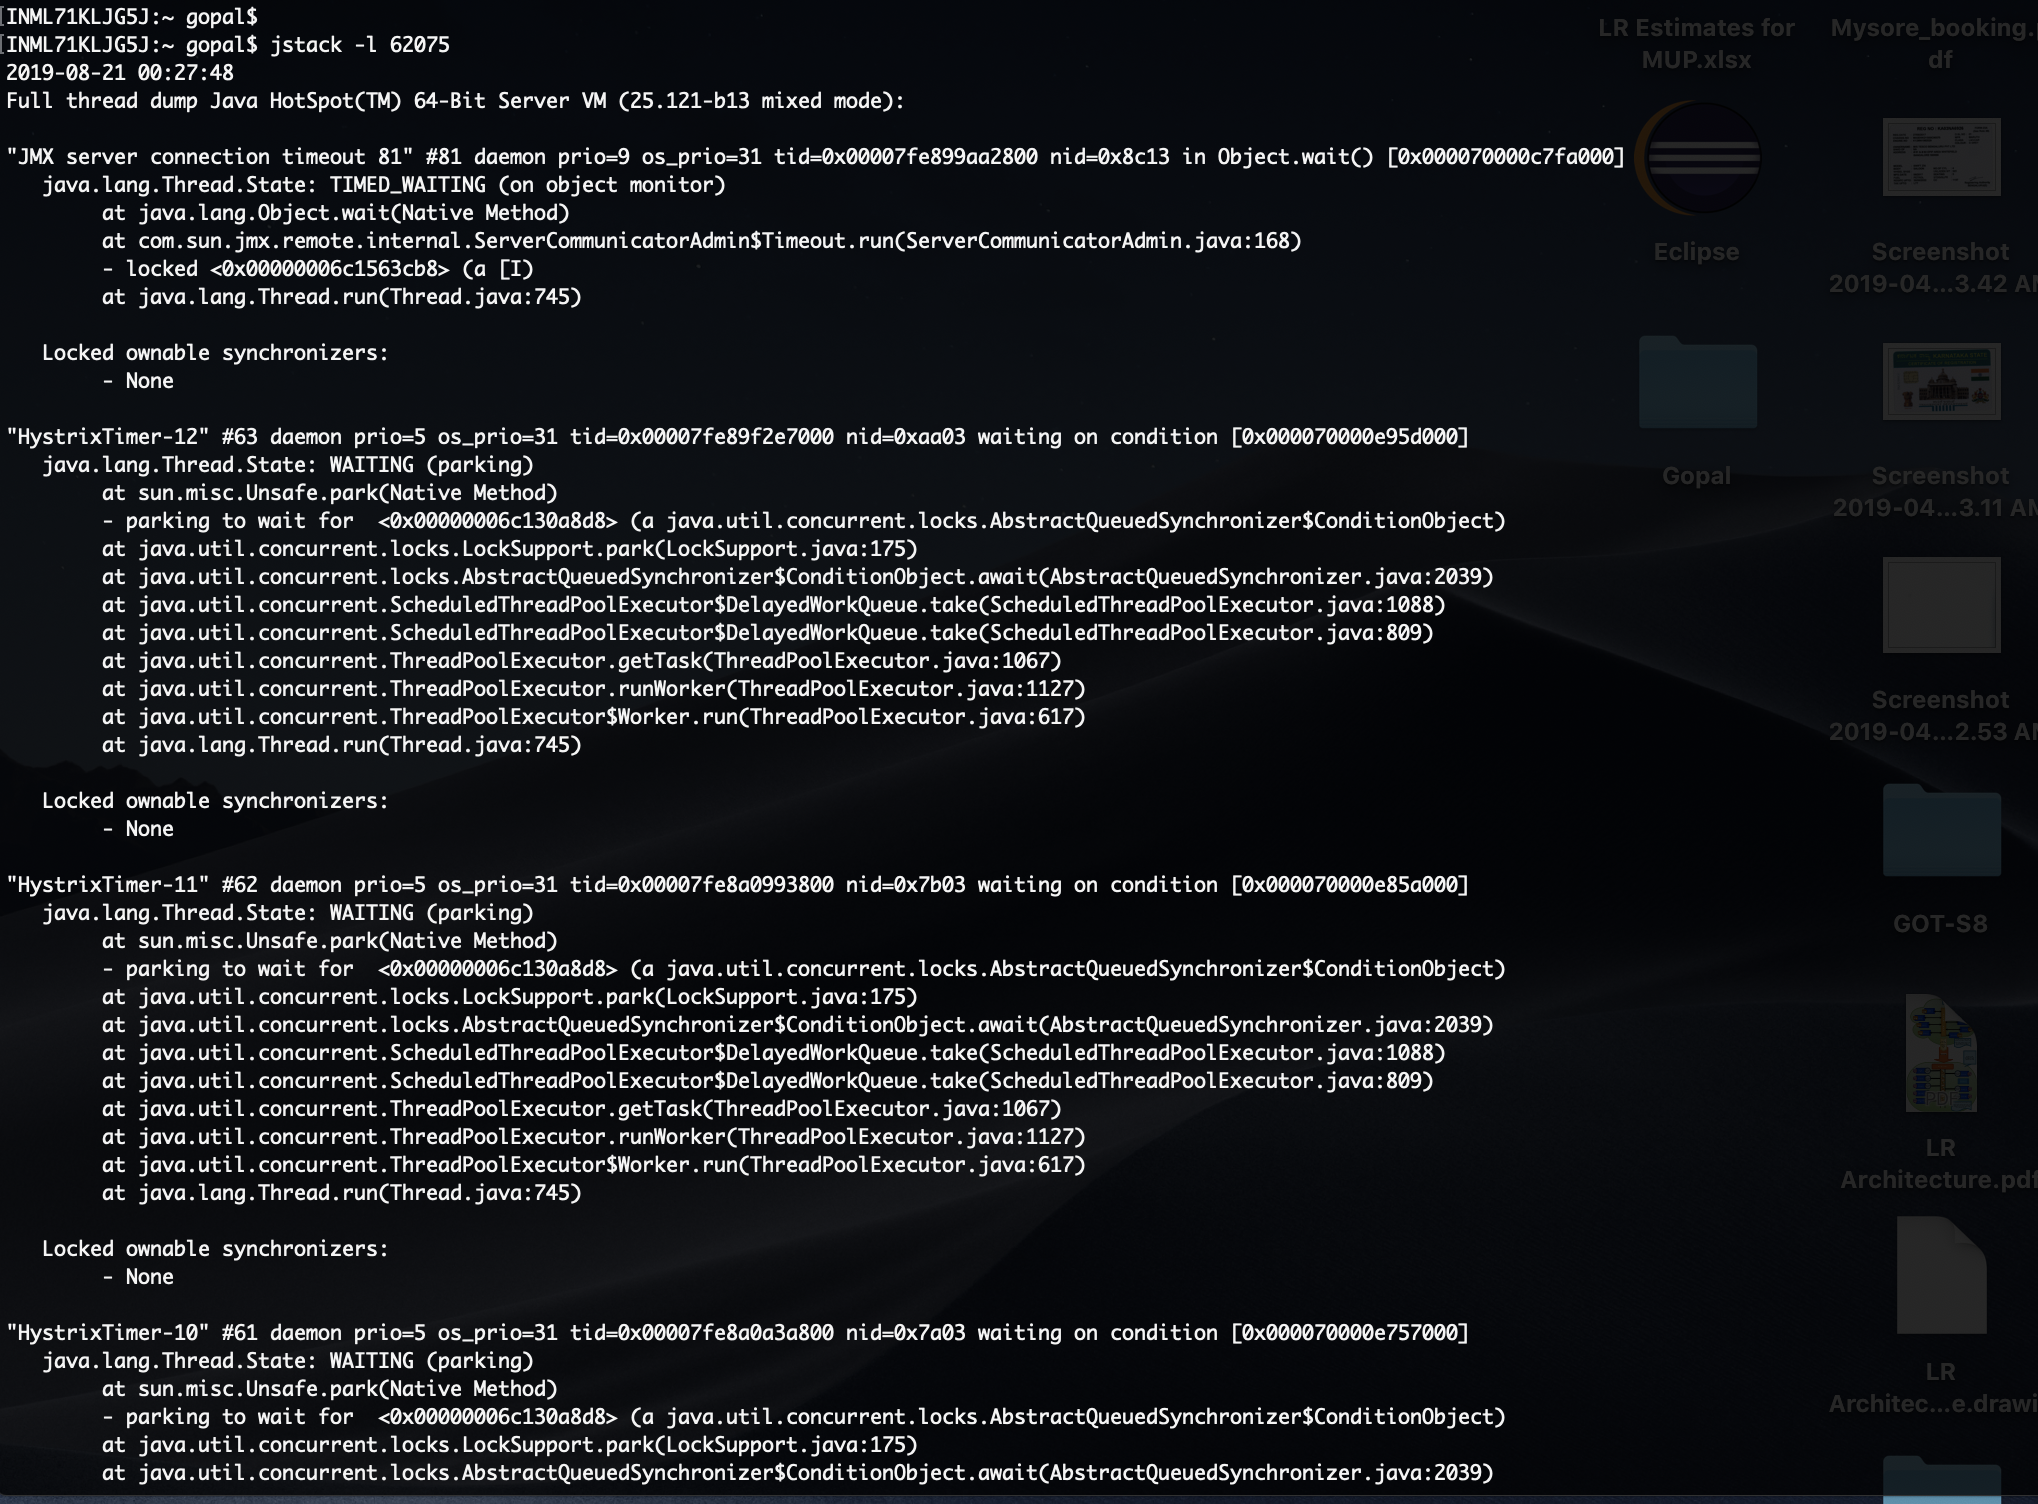 INML71KLJG5J:~ gopal$
INML71KLJG5J:~ gopal$ jstack -l 62075
2019-08-21 00:27:48
Full thread dump Java HotSpot(TM) 64-Bit Server VM (25.121-b13 mixed mode):
"JMX server connection timeout 81" #81 daemon prio=9 os_prio=31 tid=0x00007fe899aa2800 nid=0x8c13 in Object.wait() [0x000070000c7fa000]
java.lang.Thread.State: TIMED_WAITING (on object monitor)
at java.lang.Object.wait(Native Method)
at com.sun.jmx.remote.internal.ServerCommunicatorAdmin$Timeout.run(ServerCommunicatorAdmin.java:168)
- locked <0x00000006c1563cb8> (a [I)
at java.lang.Thread.run(Thread.java:745)
Locked ownable synchronizers:
- None
"HystrixTimer-12" #63 daemon prio=5 os_prio=31 tid=0x00007fe89f2e7000 nid=0xaa03 waiting on condition [0x000070000e95d000]
java.lang.Thread.State: WAITING (parking)
at sun.misc.Unsafe.park(Native Method)
- parking to wait for  <0x00000006c130a8d8> (a java.util.concurrent.locks.AbstractQueuedSynchronizer$ConditionObject)
at java.util.concurrent.locks.LockSupport.park(LockSupport.java:175)
at java.util.concurrent.locks.AbstractQueuedSynchronizer$ConditionObject.await(AbstractQueuedSynchronizer.java:2039)
at java.util.concurrent.ScheduledThreadPoolExecutor$DelayedWorkQueue.take(ScheduledThreadPoolExecutor.java:1088)
at java.util.concurrent.ScheduledThreadPoolExecutor$DelayedWorkQueue.take(ScheduledThreadPoolExecutor.java:809)
at java.util.concurrent.ThreadPoolExecutor.getTask(ThreadPoolExecutor.java:1067)
at java.util.concurrent.ThreadPoolExecutor.runWorker(ThreadPoolExecutor.java:1127)
at java.util.concurrent.ThreadPoolExecutor$Worker.run(ThreadPoolExecutor.java:617)
at java.lang.Thread.run(Thread.java:745)
Locked ownable synchronizers:
- None
"HystrixTimer-11" #62 daemon prio=5 os_prio=31 tid=0x00007fe8a0993800 nid=0x7b03 waiting on condition [0x000070000e85a000]
java.lang.Thread.State: WAITING (parking)
at sun.misc.Unsafe.park(Native Method)
- parking to wait for  <0x00000006c130a8d8> (a java.util.concurrent.locks.AbstractQueuedSynchronizer$ConditionObject)
at java.util.concurrent.locks.LockSupport.park(LockSupport.java:175)
at java.util.concurrent.locks.AbstractQueuedSynchronizer$ConditionObject.await(AbstractQueuedSynchronizer.java:2039)
at java.util.concurrent.ScheduledThreadPoolExecutor$DelayedWorkQueue.take(ScheduledThreadPoolExecutor.java:1088)
at java.util.concurrent.ScheduledThreadPoolExecutor$DelayedWorkQueue.take(ScheduledThreadPoolExecutor.java:809)
at java.util.concurrent.ThreadPoolExecutor.getTask(ThreadPoolExecutor.java:1067)
at java.util.concurrent.ThreadPoolExecutor.runWorker(ThreadPoolExecutor.java:1127)
at java.util.concurrent.ThreadPoolExecutor$Worker.run(ThreadPoolExecutor.java:617)
at java.lang.Thread.run(Thread.java:745)
Locked ownable synchronizers:
- None
"HystrixTimer-10" #61 daemon prio=5 os_prio=31 tid=0x00007fe8a0a3a800 nid=0x7a03 waiting on condition [0x000070000e757000]
java.lang.Thread.State: WAITING (parking)
at sun.misc.Unsafe.park(Native Method)
- parking to wait for  <0x00000006c130a8d8> (a java.util.concurrent.locks.AbstractQueuedSynchronizer$ConditionObject)
at java.util.concurrent.locks.LockSupport.park(LockSupport.java:175)
at java.util.concurrent.locks.AbstractQueuedSynchronizer$ConditionObject.await(AbstractQueuedSynchronizer.java:2039)
LR Estimates for
MUP.xlsx
Eclipse
Gopal
Mysore_booking.
df
Screenshot
2019-04...3.42 AM
Screenshot
2019-04...3.11 AM
Screenshot
2019-04...2.53 AM
GOT-S8
LR
Architecture.pdf
LR
Architec...e.drawi